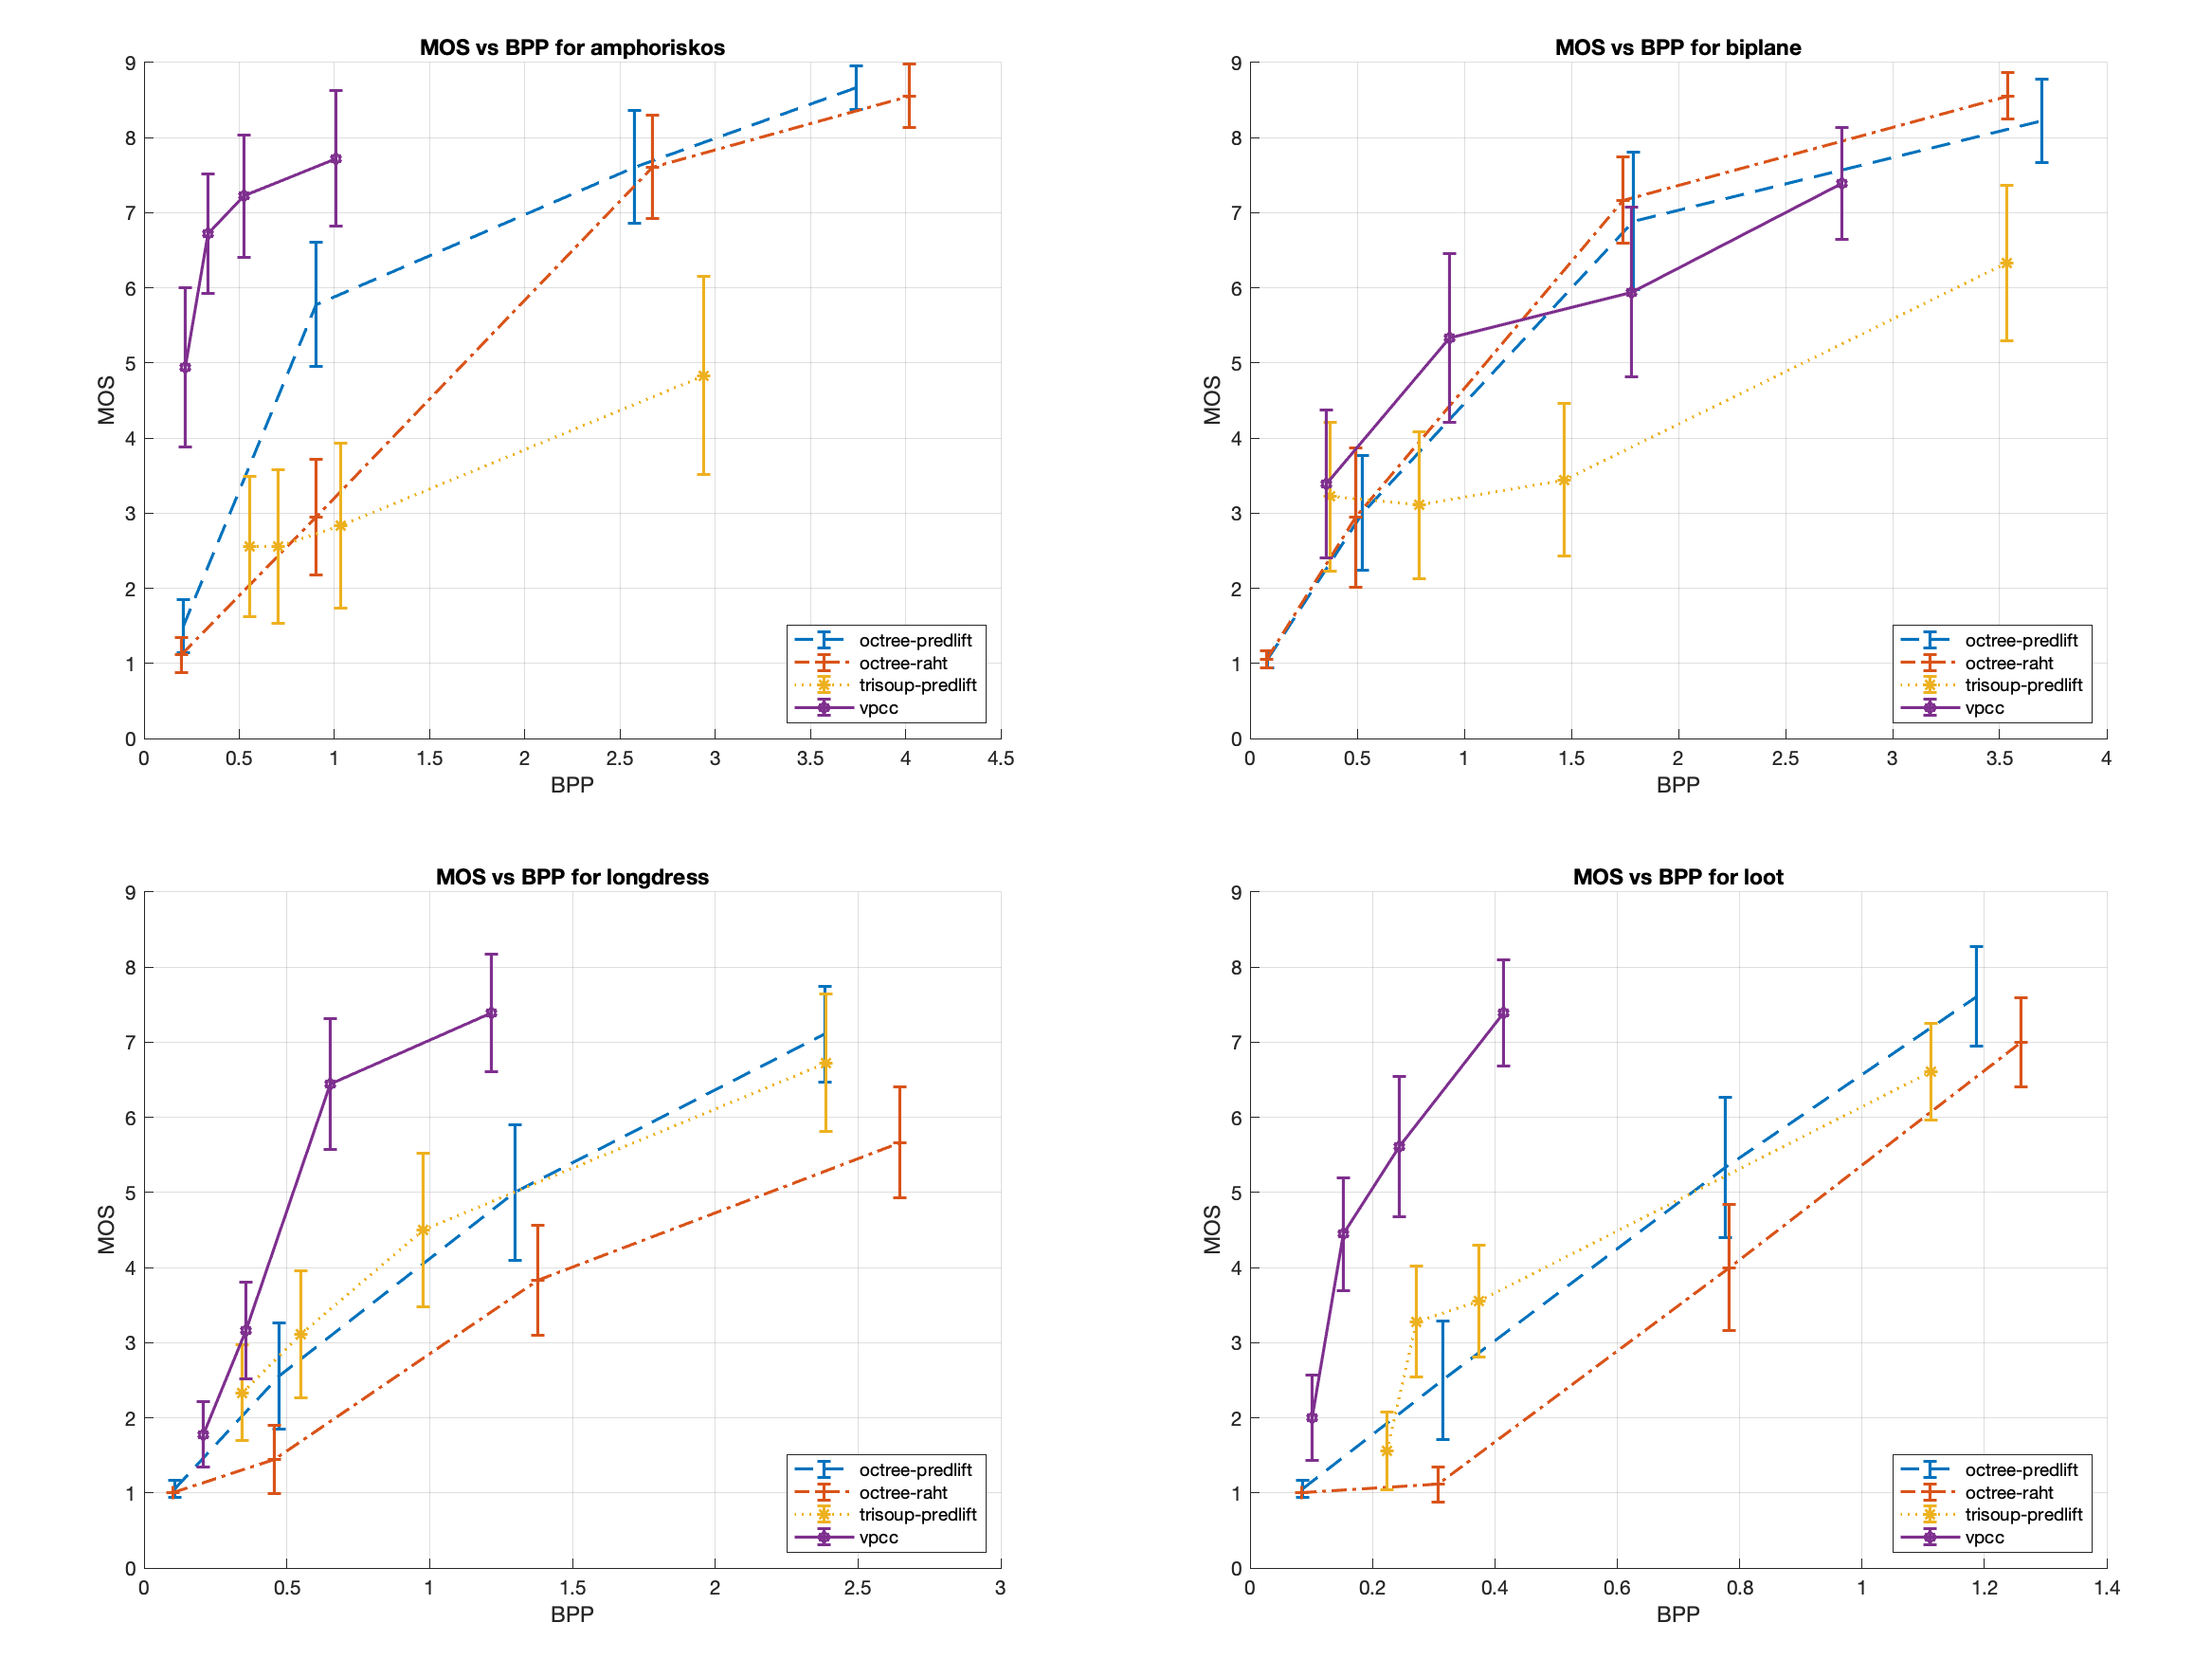 MOS vs BPP for amphoriskos
9
8
7
6
5
4
3
2
1
0
MOS
0 0.5 1 1.5 2 2.5 3 3.5 4 4.5
BPP
octree-predlift
octree-raht
trisoup-predlift
vpcc
MOS vs BPP for biplane
9
8
7
6
5
4
3
2
1
0
MOS
0 0.5 1 1.5 2 2.5 3 3.5 4
BPP
octree-predlift
octree-raht
trisoup-predlift
vpcc
MOS vs BPP for longdress
9
8
7
6
5
4
3
2
1
0
MOS
0 0.5 1 1.5 2 2.5 3
BPP
octree-predlift
octree-raht
trisoup-predlift
vpcc
MOS vs BPP for loot
9
8
7
6
5
4
3
2
1
0
MOS
0 0.2 0.4 0.6 0.8 1 1.2 1.4
BPP
octree-predlift
octree-raht
trisoup-predlift
vpcc